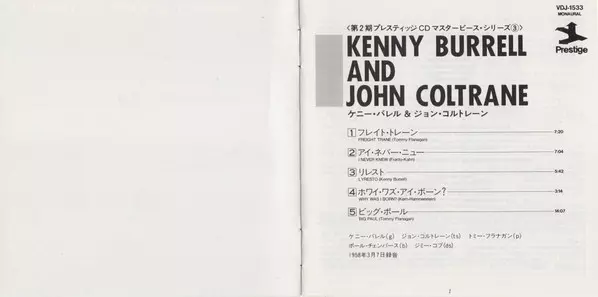 VDJ-1533
MONAURAL
Prestige
〈第2期プレスティッジCDマスターピース・シリーズ③〉
KENNY BURRELL
AND
JOHN COLTRANE
ケニー・バレル & ジョン・コルトレーン
1 フレイト・トレーン 7:20
FREIGHT TRANE (Tommy Flanagan)
2 アイ・ネバー・ニュー 7:04
I NEVER KNEW (Fiorito-Kahn)
3 リレスト 5:43
LYRESTO (Kenny Burrell)
4 ホワイ・ワズ・アイ・ボーン? 3:14
WHY WAS I BORN? (Kern-Hammerstein)
5 ビッグ・ポール 14:07
BIG PAUL (Tommy Flanagan)
ケニー・バレル(g) ジョン・コルトレーン(ts) トミー・フラナガン(p)
ポール・チェンバース(b) ジミー・コブ(ds)
1958年3月7日録音